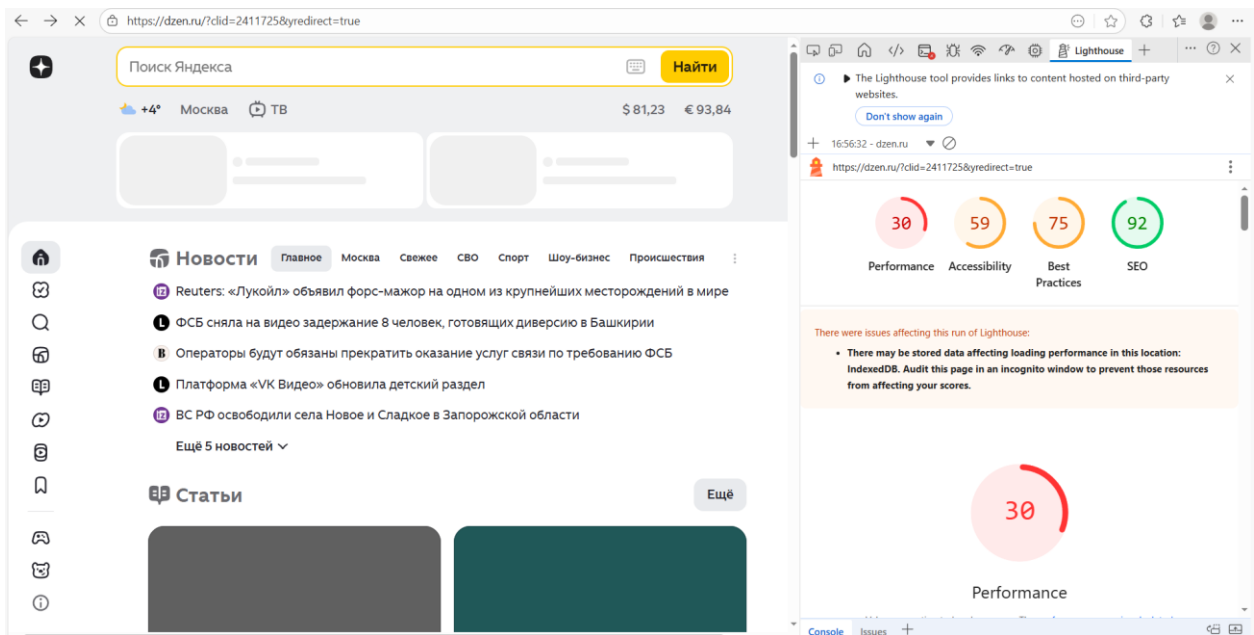 https://dzen.ru/?clid=2411725&yredirect=true
Поиск Яндекса
Найти
+4° Москва ТВ $ 81,23 € 93,84
Новости Главное Москва Свежее СВО Спорт Шоу-бизнес Происшествия
Reuters: «Лукойл» объявил форс-мажор на одном из крупнейших месторождений в мире
ФСБ сняла на видео задержание 8 человек, готовящих диверсию в Башкирии
Операторы будут обязаны прекратить оказание услуг связи по требованию ФСБ
Платформа «VK Видео» обновила детский раздел
ВС РФ освободили села Новое и Сладкое в Запорожской области
Ещё 5 новостей
Статьи Ещё
Lighthouse
The Lighthouse tool provides links to content hosted on third-party
websites.
Don't show again
16:56:32 - dzen.ru
https://dzen.ru/?clid=2411725&yredirect=true
30 59 75 92
Performance Accessibility Best SEO
Practices
There were issues affecting this run of Lighthouse:
• There may be stored data affecting loading performance in this location:
IndexedDB. Audit this page in an incognito window to prevent those resources
from affecting your scores.
30
Performance
Console Issues